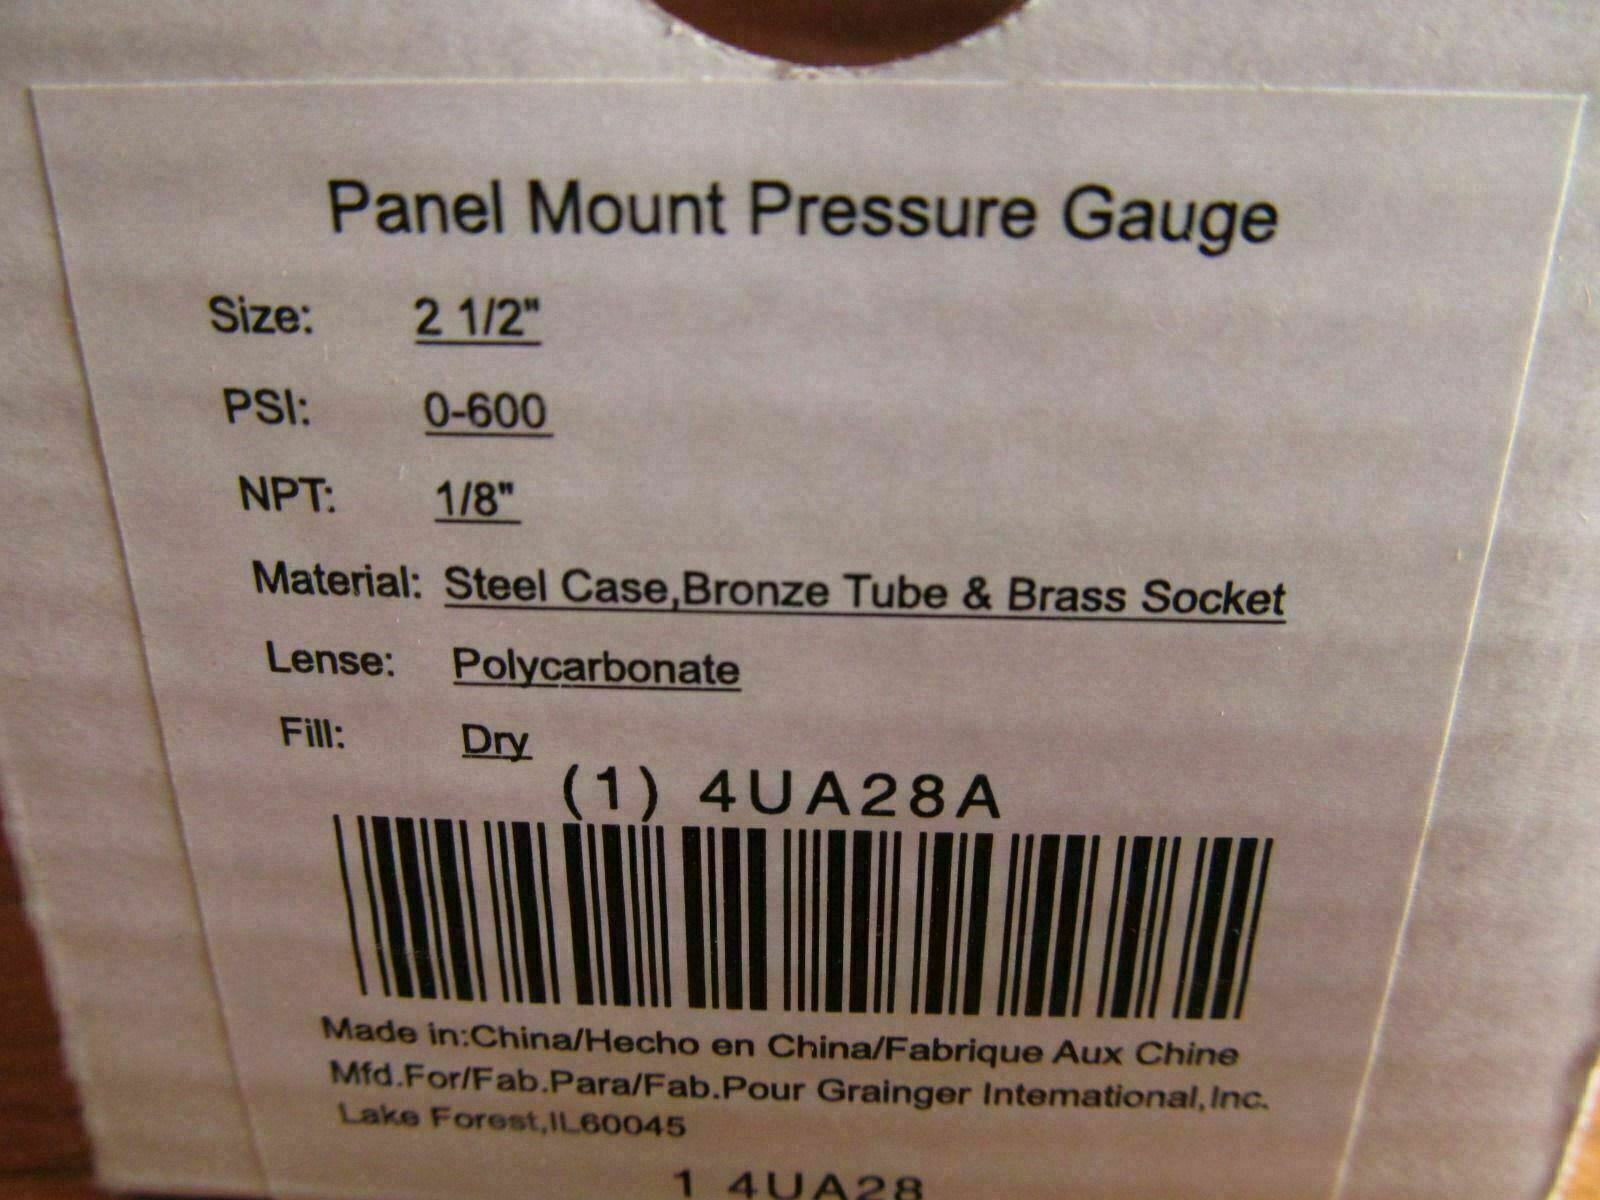 Panel Mount Pressure Gauge
Size: 2 1/2"
PSI: 0-600
NPT: 1/8"
Material: Steel Case,Bronze Tube & Brass Socket
Lense: Polycarbonate
Fill: Dry
(1) 4UA28A
Made in:China/Hecho en China/Fabrique Aux Chine
Mfd.For/Fab.Para/Fab.Pour Grainger International,Inc.
Lake Forest,IL60045
1 4UA28